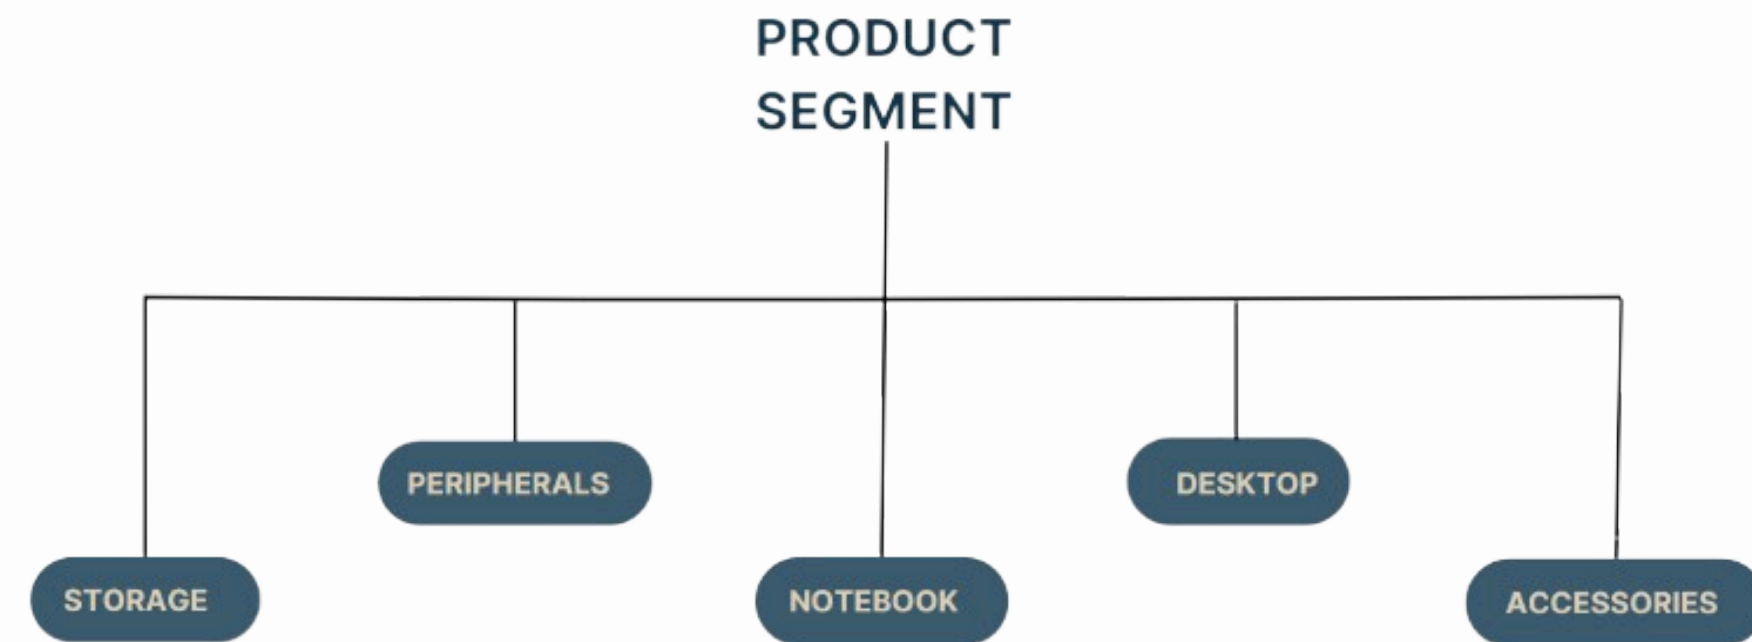 PRODUCT
SEGMENT
PERIPHERALS
DESKTOP
STORAGE
NOTEBOOK
ACCESSORIES